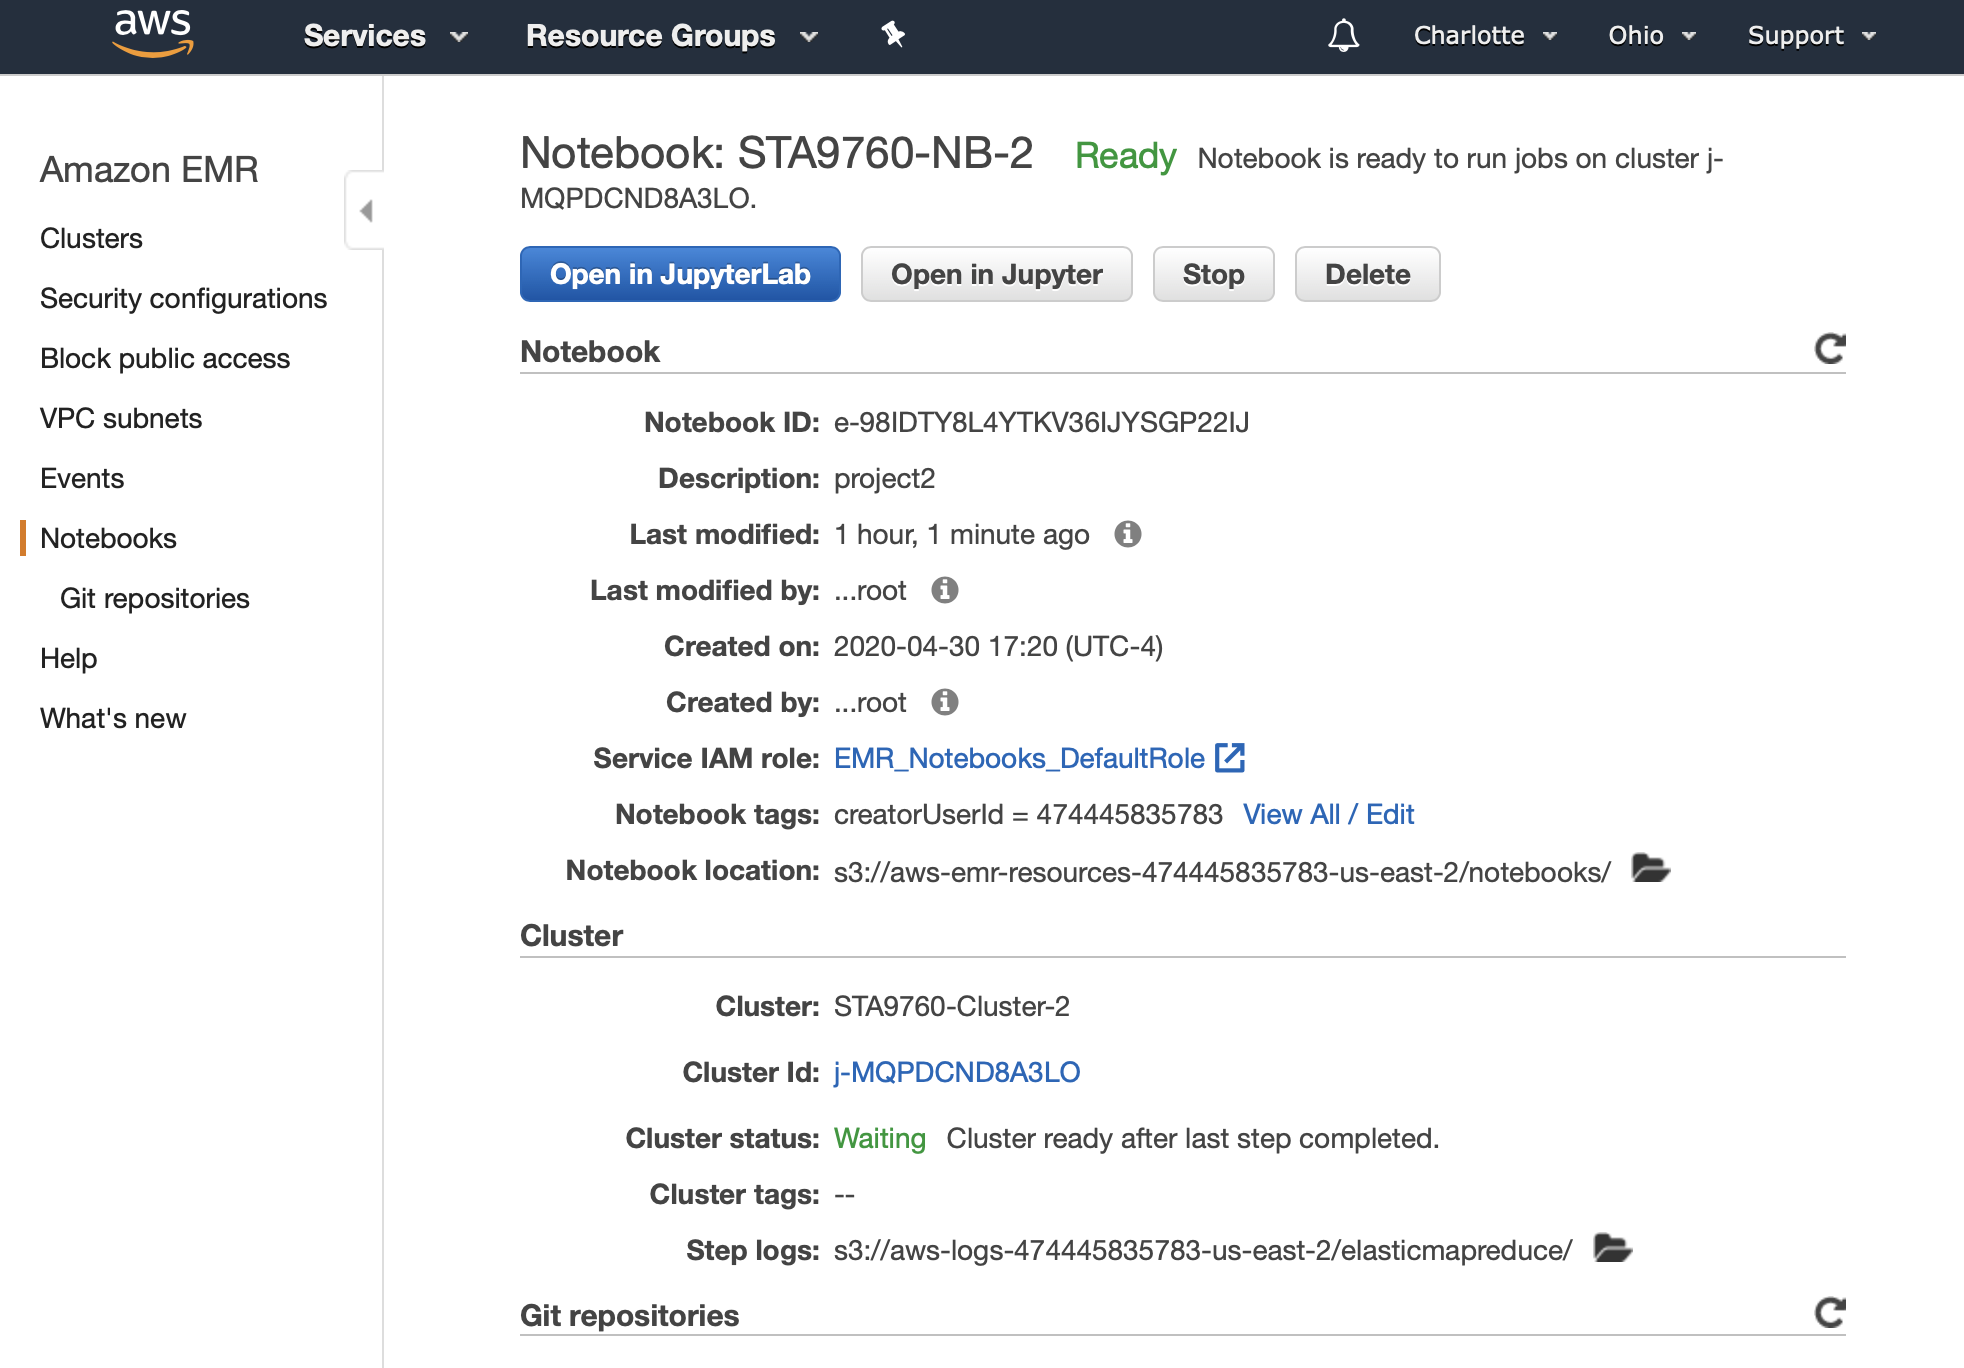 aws Services Resource Groups Charlotte Ohio Support
Amazon EMR
Clusters
Security configurations
Block public access
VPC subnets
Events
Notebooks
Git repositories
Help
What's new
Notebook: STA9760-NB-2 Ready Notebook is ready to run jobs on cluster j-
MQPDCND8A3LO.
Open in JupyterLab Open in Jupyter Stop Delete
Notebook
Notebook ID: e-98IDTY8L4YTKV36IJYSGP22IJ
Description: project2
Last modified: 1 hour, 1 minute ago
Last modified by: ...root
Created on: 2020-04-30 17:20 (UTC-4)
Created by: ...root
Service IAM role: EMR_Notebooks_DefaultRole
Notebook tags: creatorUserId = 474445835783 View All / Edit
Notebook location: s3://aws-emr-resources-474445835783-us-east-2/notebooks/
Cluster
Cluster: STA9760-Cluster-2
Cluster Id: j-MQPDCND8A3LO
Cluster status: Waiting Cluster ready after last step completed.
Cluster tags: --
Step logs: s3://aws-logs-474445835783-us-east-2/elasticmapreduce/
Git repositories